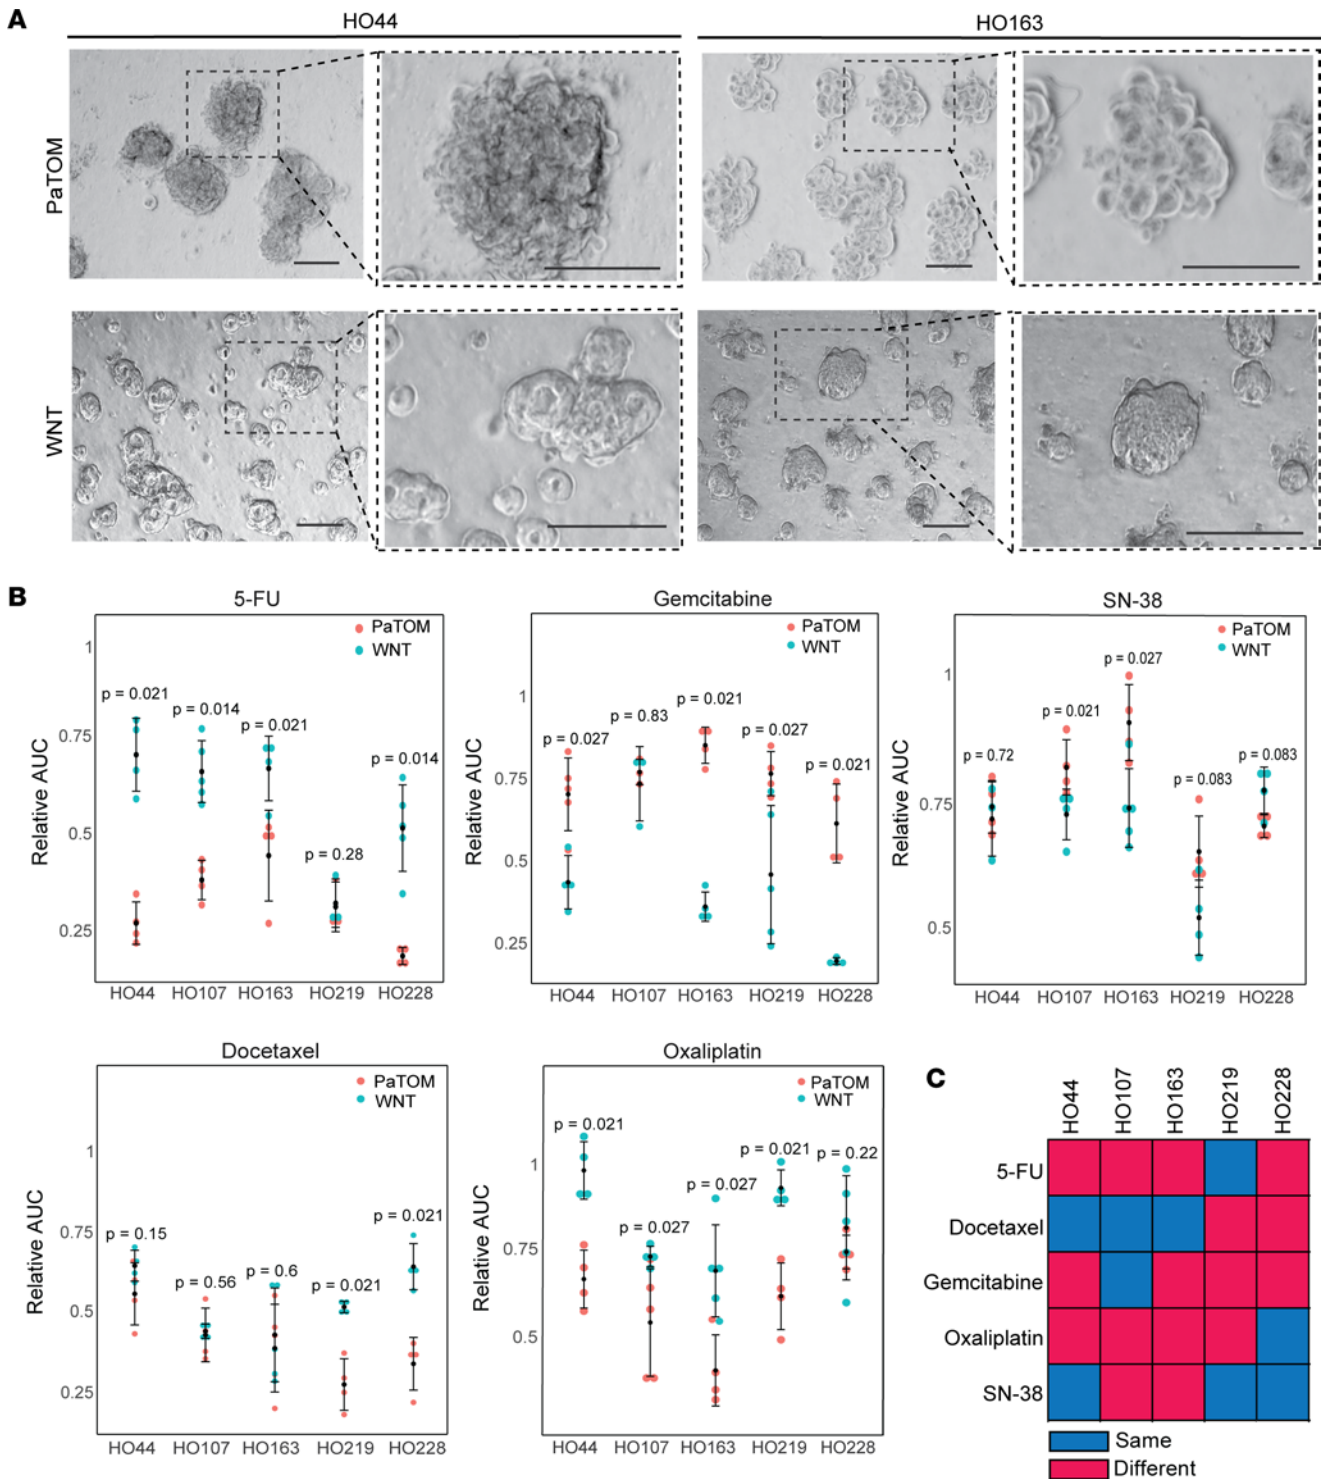 A
HO44
HO163
PaTOM
WNT
B
5-FU
PaTOM
WNT
Relative AUC
1
0.75
0.5
0.25
p = 0.021
p = 0.014
p = 0.021
p = 0.28
p = 0.014
HO44
HO107
HO163
HO219
HO228
Gemcitabine
PaTOM
WNT
Relative AUC
1
0.75
0.5
0.25
p = 0.027
p = 0.83
p = 0.021
p = 0.027
p = 0.021
HO44
HO107
HO163
HO219
HO228
SN-38
PaTOM
WNT
Relative AUC
1
0.75
0.5
p = 0.72
p = 0.021
p = 0.027
p = 0.083
p = 0.083
HO44
HO107
HO163
HO219
HO228
Docetaxel
PaTOM
WNT
Relative AUC
1
0.75
0.5
0.25
p = 0.15
p = 0.56
p = 0.6
p = 0.021
p = 0.021
HO44
HO107
HO163
HO219
HO228
Oxaliplatin
PaTOM
WNT
Relative AUC
1
0.75
0.5
p = 0.021
p = 0.027
p = 0.027
p = 0.021
p = 0.22
HO44
HO107
HO163
HO219
HO228
C
HO44
HO107
HO163
HO219
HO228
5-FU
Docetaxel
Gemcitabine
Oxaliplatin
SN-38
Same
Different